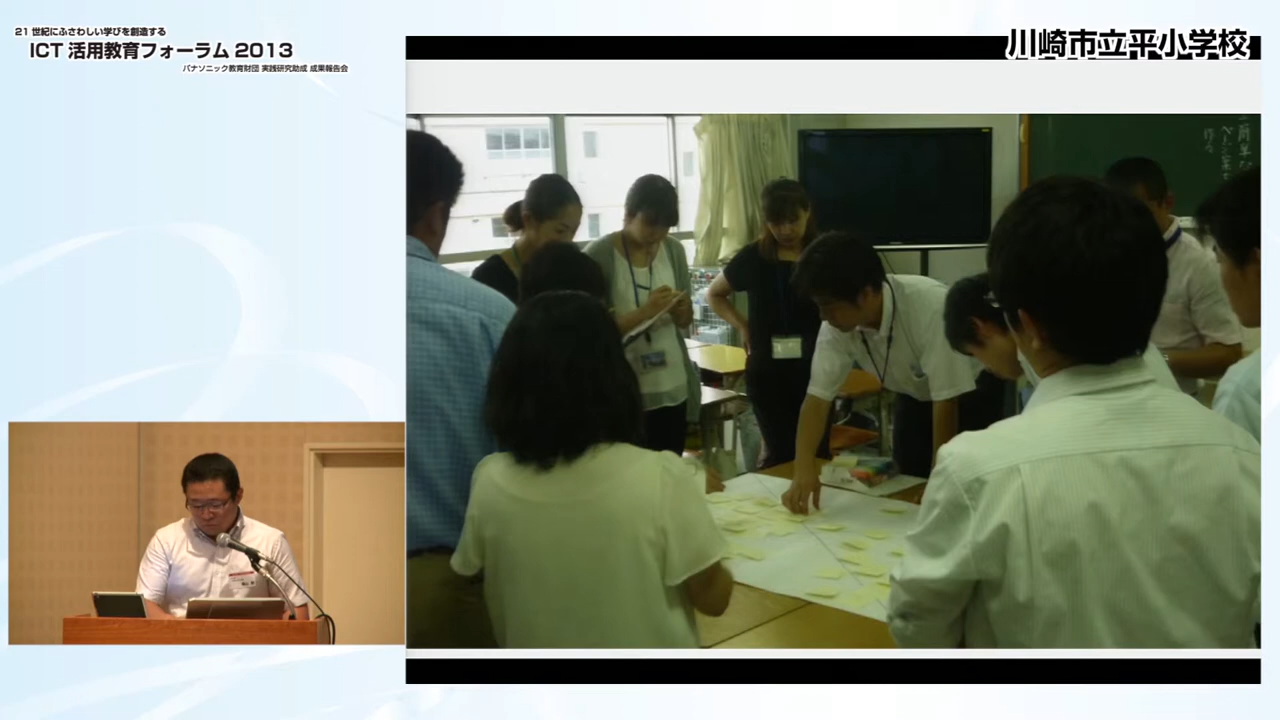 21 世紀にふさわしい学びを創造する
ICT 活用教育フォーラム 2013
パナソニック教育財団 実践研究助成 成果報告会
川崎市立平小学校